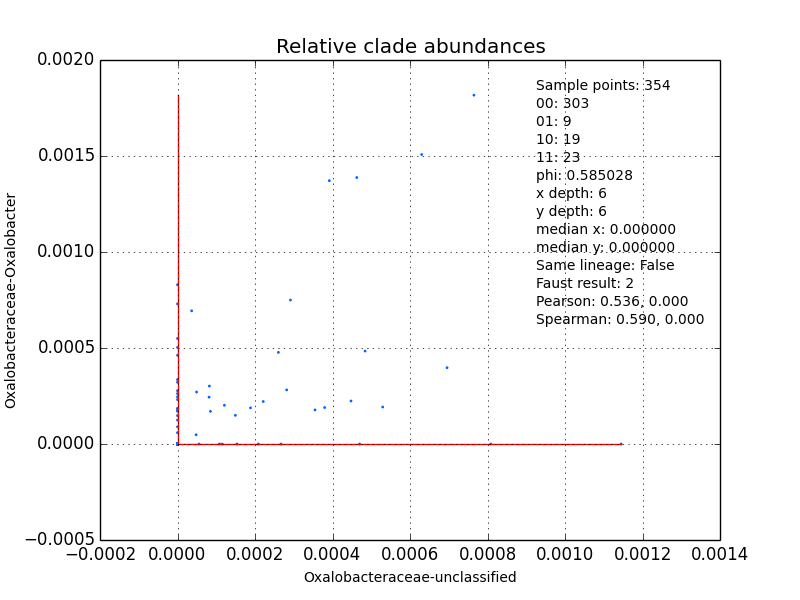 Relative clade abundances
0.0020
0.0015
0.0010
0.0005
0.0000
−0.0005
Oxalobacteraceae-Oxalobacter
Sample points: 354
00: 303
01: 9
10: 19
11: 23
phi: 0.585028
x depth: 6
y depth: 6
median x: 0.000000
median y: 0.000000
Same lineage: False
Faust result: 2
Pearson: 0.536, 0.000
Spearman: 0.590, 0.000
−0.0002 0.0000 0.0002 0.0004 0.0006 0.0008 0.0010 0.0012 0.0014
Oxalobacteraceae-unclassified